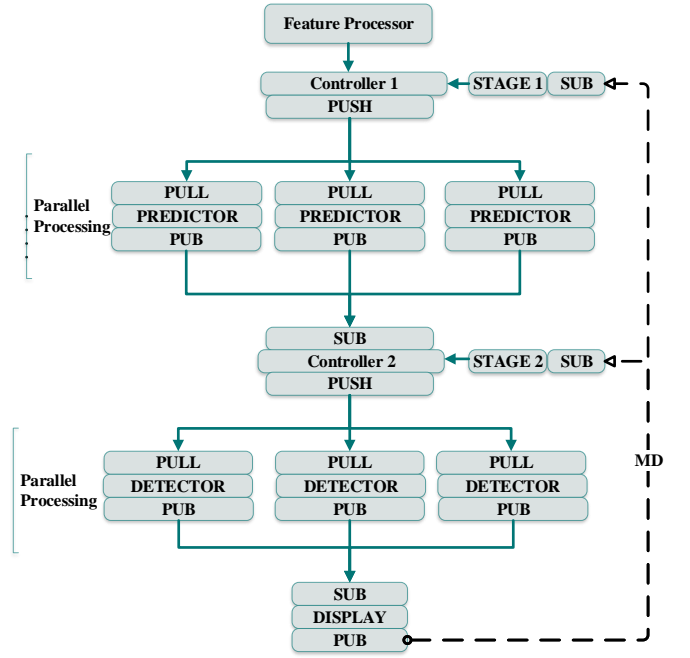 Feature Processor
Controller 1
STAGE 1
SUB
PUSH
Parallel
Processing
PULL
PULL
PULL
PREDICTOR
PREDICTOR
PREDICTOR
PUB
PUB
PUB
SUB
Controller 2
STAGE 2
SUB
PUSH
MD
Parallel
Processing
PULL
PULL
PULL
DETECTOR
DETECTOR
DETECTOR
PUB
PUB
PUB
SUB
DISPLAY
PUB